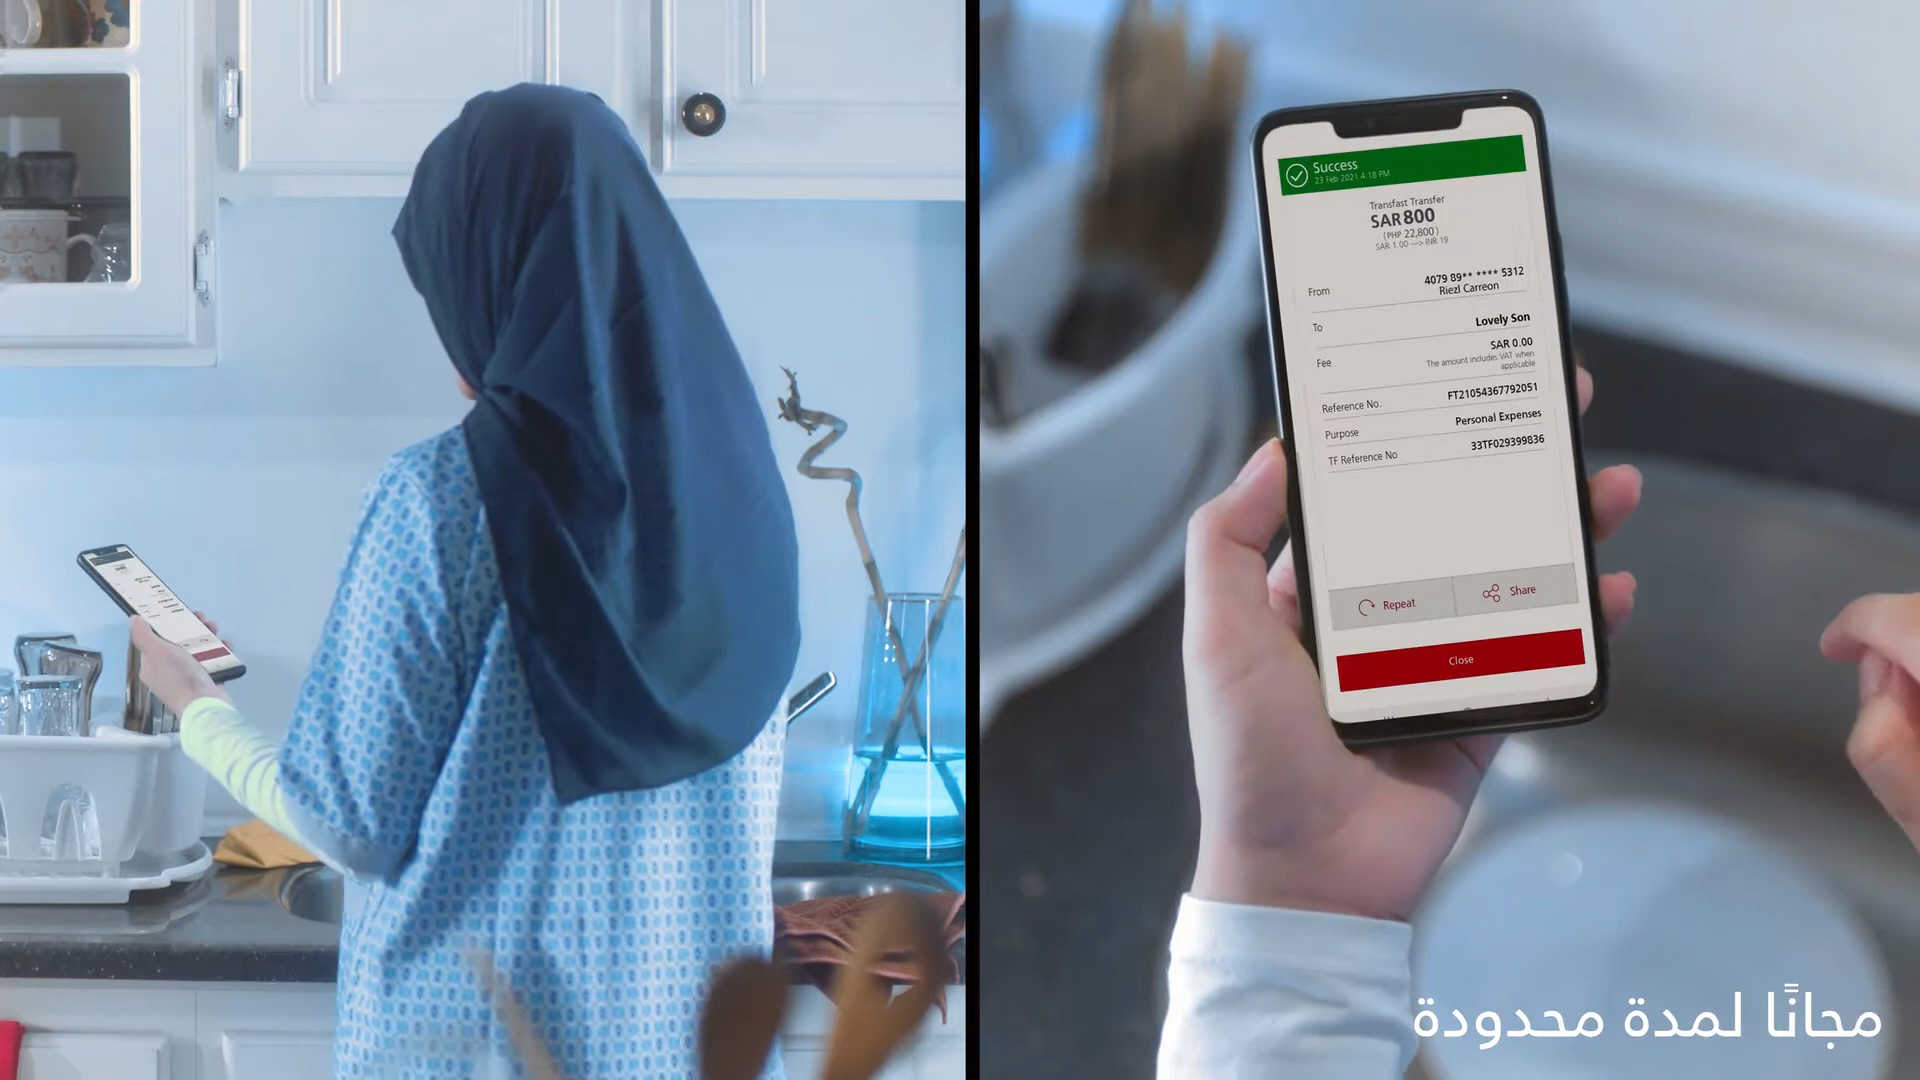 Success
23 Feb 2021 4:18 PM
Transfast Transfer
SAR 800
(PHP 22,800)
SAR 1.00 ---> INR 19
From
4079 89** **** 5312
Riezl Carreon
To
Lovely Son
Fee
SAR 0.00
The amount includes VAT when
applicable
Reference No.
FT21054367792051
Purpose
Personal Expenses
TF Reference No
33TF029399836
Repeat
Share
Close
مجانًا لمدة محدودة